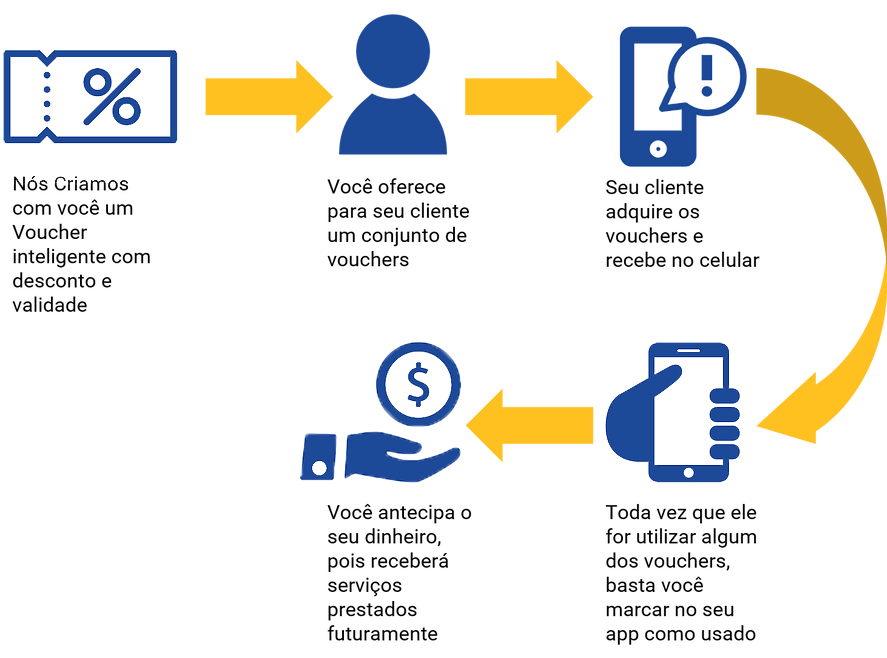 Nós Criamos
com você um
Voucher
inteligente com
desconto e
validade
Você oferece
para seu cliente
um conjunto de
vouchers
Seu cliente
adquire os
vouchers e
recebe no celular
Toda vez que ele
for utilizar algum
dos vouchers,
basta você
marcar no seu
app como usado
Você antecipa o
seu dinheiro,
pois receberá
serviços
prestados
futuramente